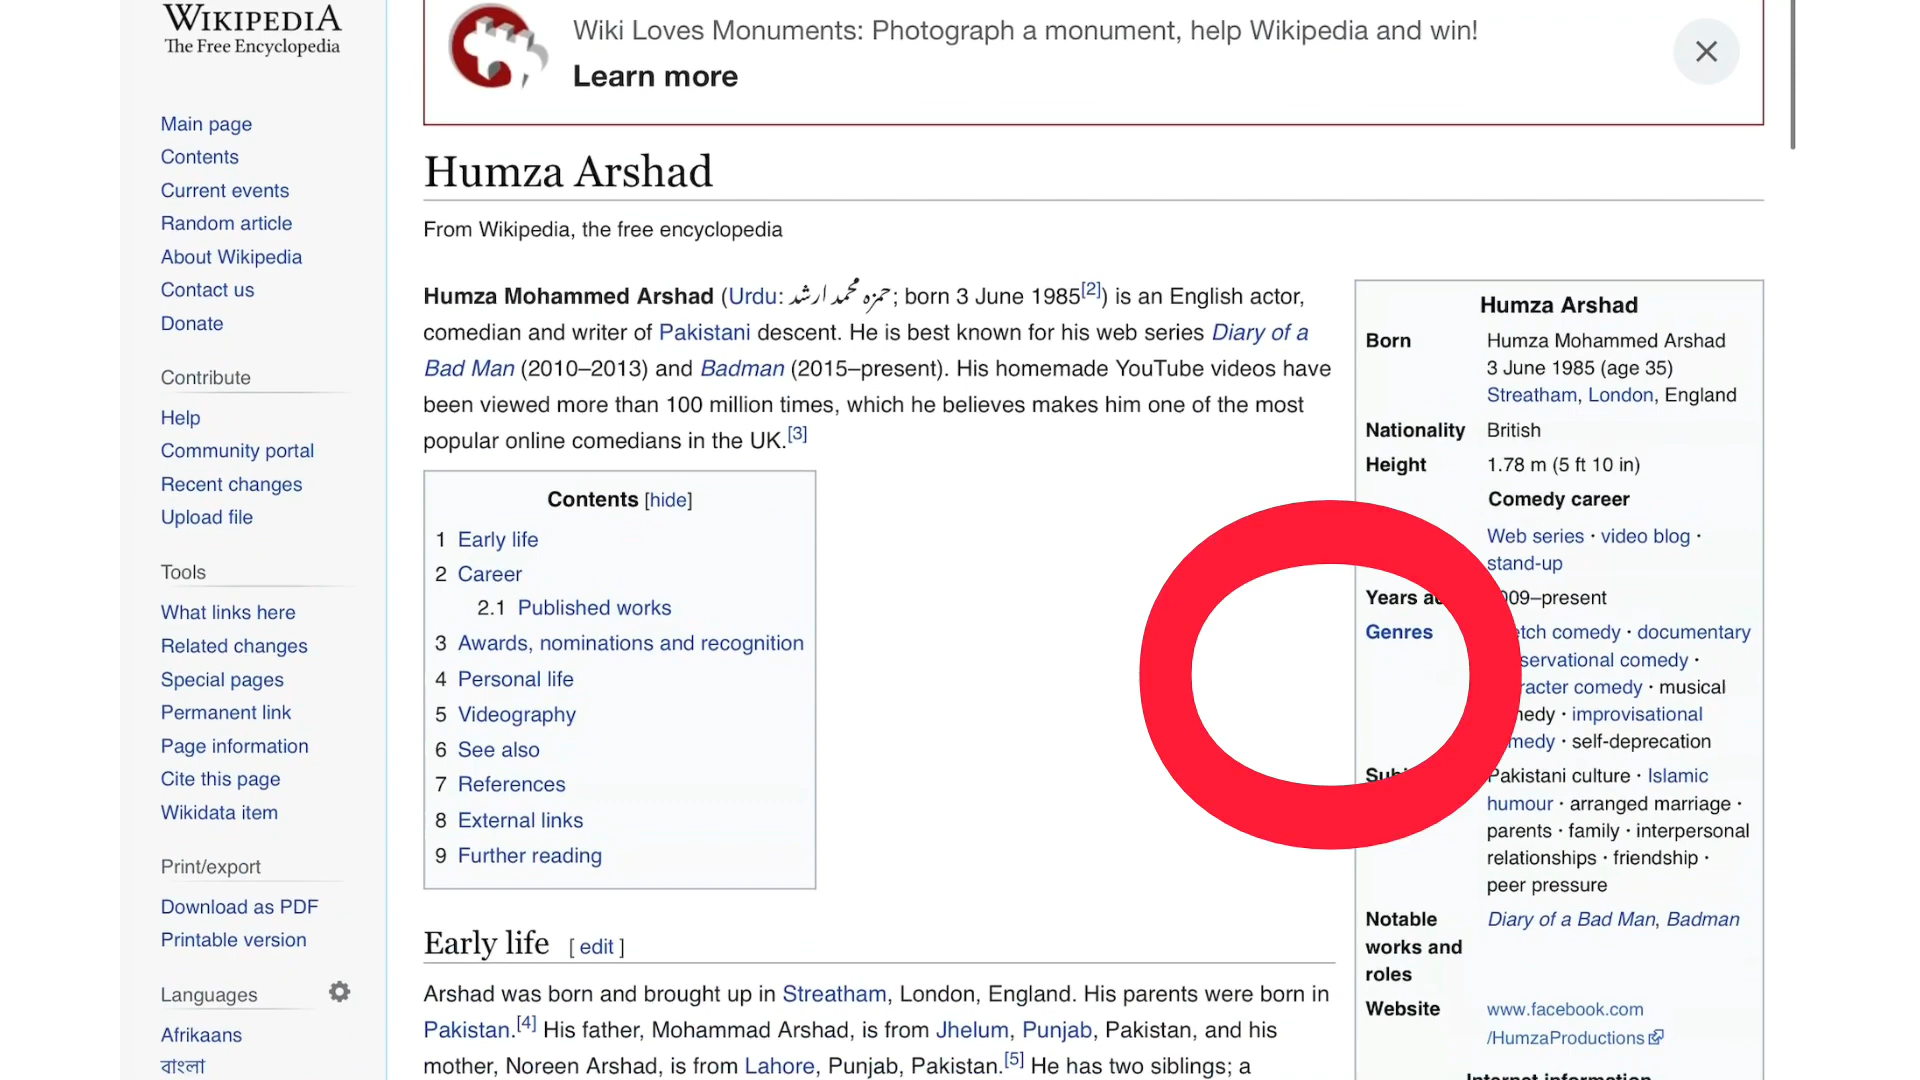 WIKIPEDIA
The Free Encyclopedia
Main page
Contents
Current events
Random article
About Wikipedia
Contact us
Donate
Contribute
Help
Community portal
Recent changes
Upload file
Tools
What links here
Related changes
Special pages
Permanent link
Page information
Cite this page
Wikidata item
Print/export
Download as PDF
Printable version
Languages
Afrikaans
বাংলা
Wiki Loves Monuments: Photograph a monument, help Wikipedia and win!
Learn more
Humza Arshad
From Wikipedia, the free encyclopedia
Humza Mohammed Arshad (Urdu: حمزہ محمد ارشد; born 3 June 1985[2]) is an English actor,
comedian and writer of Pakistani descent. He is best known for his web series Diary of a
Bad Man (2010–2013) and Badman (2015–present). His homemade YouTube videos have
been viewed more than 100 million times, which he believes makes him one of the most
popular online comedians in the UK.[3]
Contents [hide]
1 Early life
2 Career
2.1 Published works
3 Awards, nominations and recognition
4 Personal life
5 Videography
6 See also
7 References
8 External links
9 Further reading
Early life [ edit ]
Arshad was born and brought up in Streatham, London, England. His parents were born in
Pakistan.[4] His father, Mohammad Arshad, is from Jhelum, Punjab, Pakistan, and his
mother, Noreen Arshad, is from Lahore, Punjab, Pakistan.[5] He has two siblings; a
Humza Arshad
Born Humza Mohammed Arshad
3 June 1985 (age 35)
Streatham, London, England
Nationality British
Height 1.78 m (5 ft 10 in)
Comedy career
Web series · video blog ·
stand-up
Years
–present
Genres
comedy · documentary
comedy ·
comedy · musical
· improvisational
· self-deprecation
Pakistani culture · Islamic
humour · arranged marriage ·
parents · family · interpersonal
relationships · friendship ·
peer pressure
Notable Diary of a Bad Man, Badman
works and
roles
Website www.facebook.com
/HumzaProductions
Internet information